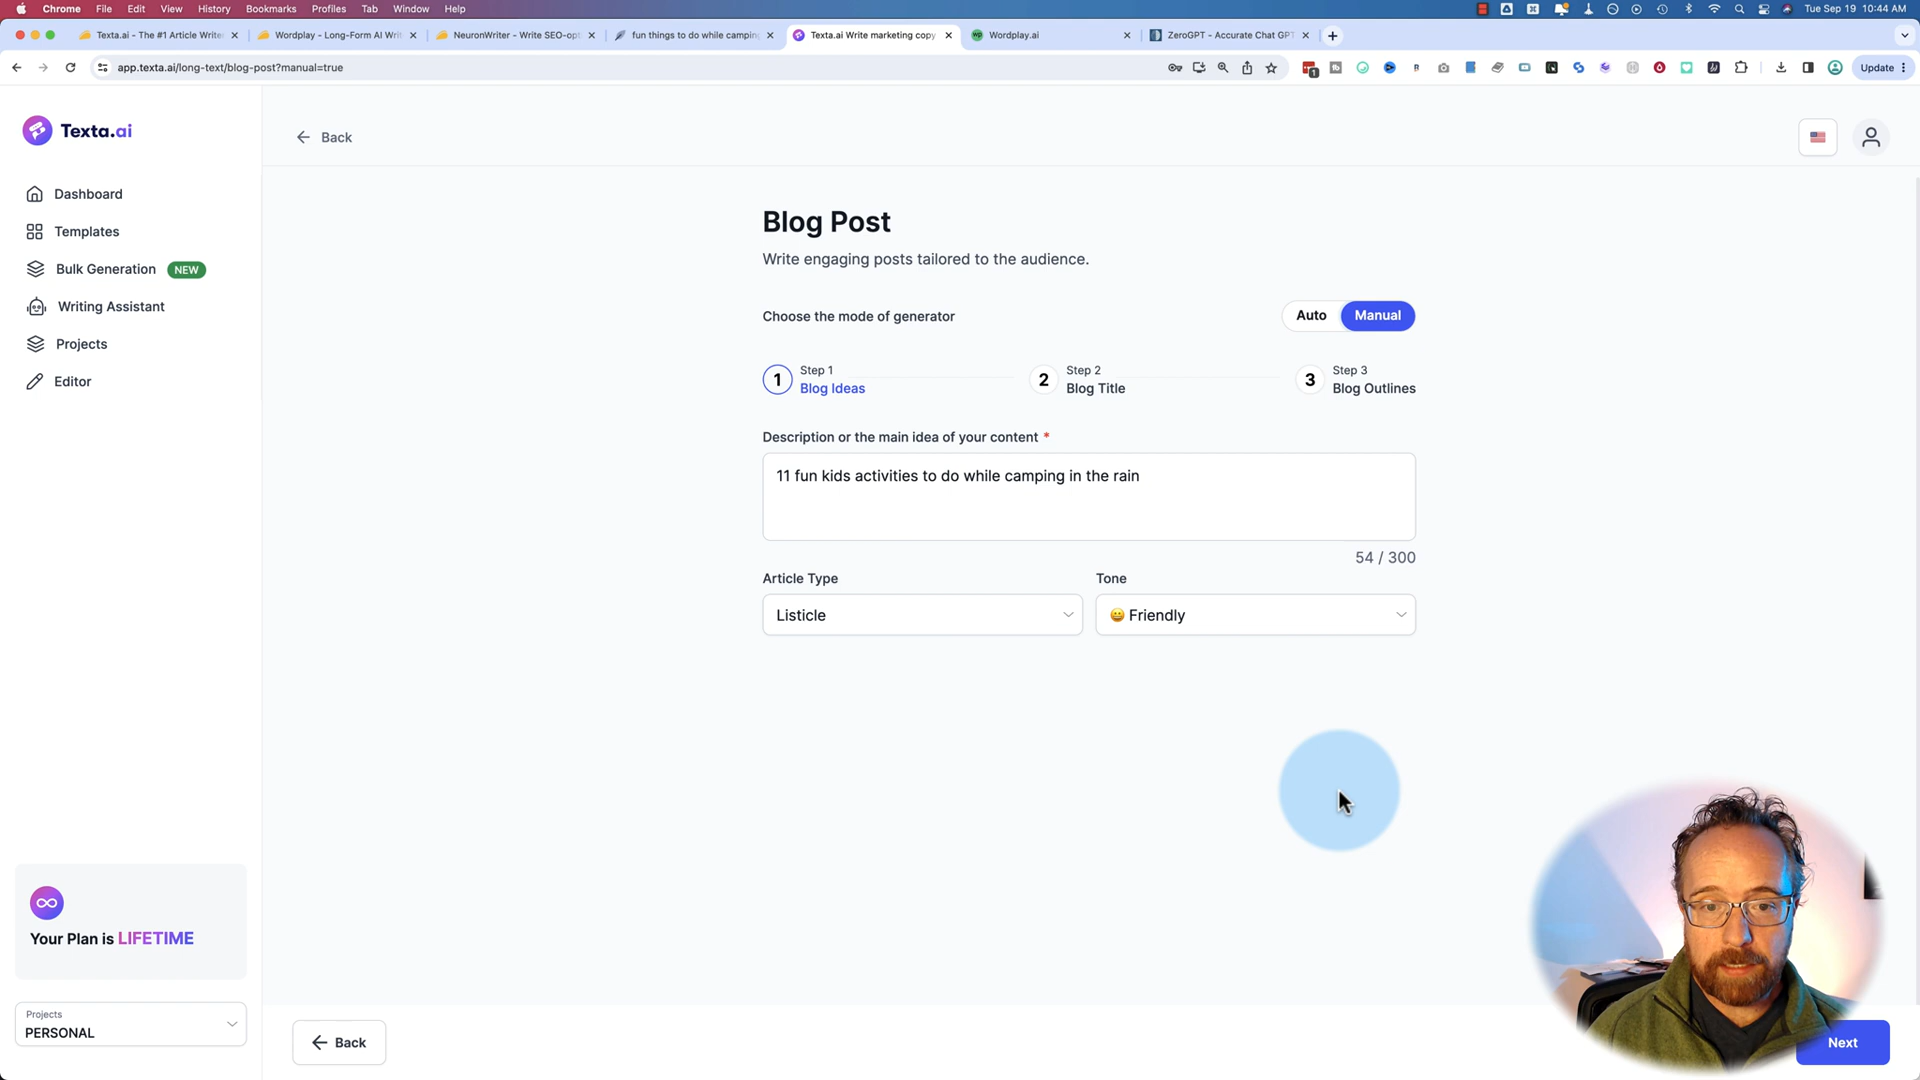 Chrome File Edit View History Bookmarks Profiles Tab Window Help
Tue Sep 19 10:44 AM
Texta.ai - The #1 Article Write
Wordplay - Long-Form AI Writ
NeuronWriter - Write SEO-opt
fun things to do while camping
Texta.ai Write marketing copy
Wordplay.ai
ZeroGPT - Accurate Chat GPT
app.texta.ai/long-text/blog-post?manual=true
1
Update
Texta.ai
Dashboard
Templates
Bulk Generation NEW
Writing Assistant
Projects
Editor
Your Plan is LIFETIME
Projects
PERSONAL
Back
Blog Post
Write engaging posts tailored to the audience.
Choose the mode of generator
Auto Manual
1 Step 1
Blog Ideas
2 Step 2
Blog Title
3 Step 3
Blog Outlines
Description or the main idea of your content *
11 fun kids activities to do while camping in the rain
54 / 300
Article Type
Listicle
Tone
😀 Friendly
Back
Next